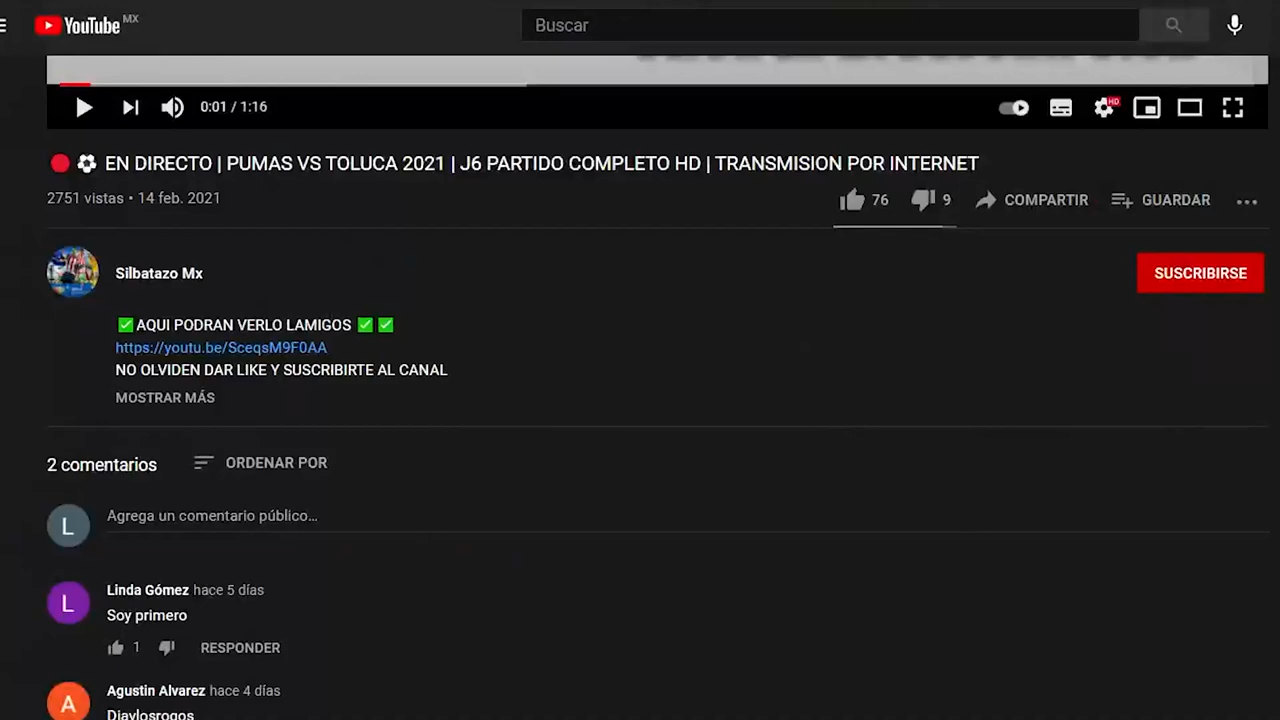 YouTube MX
Buscar
0:01 / 1:16
HD
🔴 ⚽ EN DIRECTO | PUMAS VS TOLUCA 2021 | J6 PARTIDO COMPLETO HD | TRANSMISION POR INTERNET
2751 vistas • 14 feb. 2021
76 9 COMPARTIR GUARDAR ...
Silbatazo Mx
SUSCRIBIRSE
✅AQUI PODRAN VERLO LAMIGOS ✅ ✅
https://youtu.be/SceqsM9F0AA
NO OLVIDEN DAR LIKE Y SUSCRIBIRTE AL CANAL
MOSTRAR MÁS
2 comentarios ORDENAR POR
L
Agrega un comentario público...
L
Linda Gómez hace 5 días
Soy primero
1 RESPONDER
A
Agustin Alvarez hace 4 días